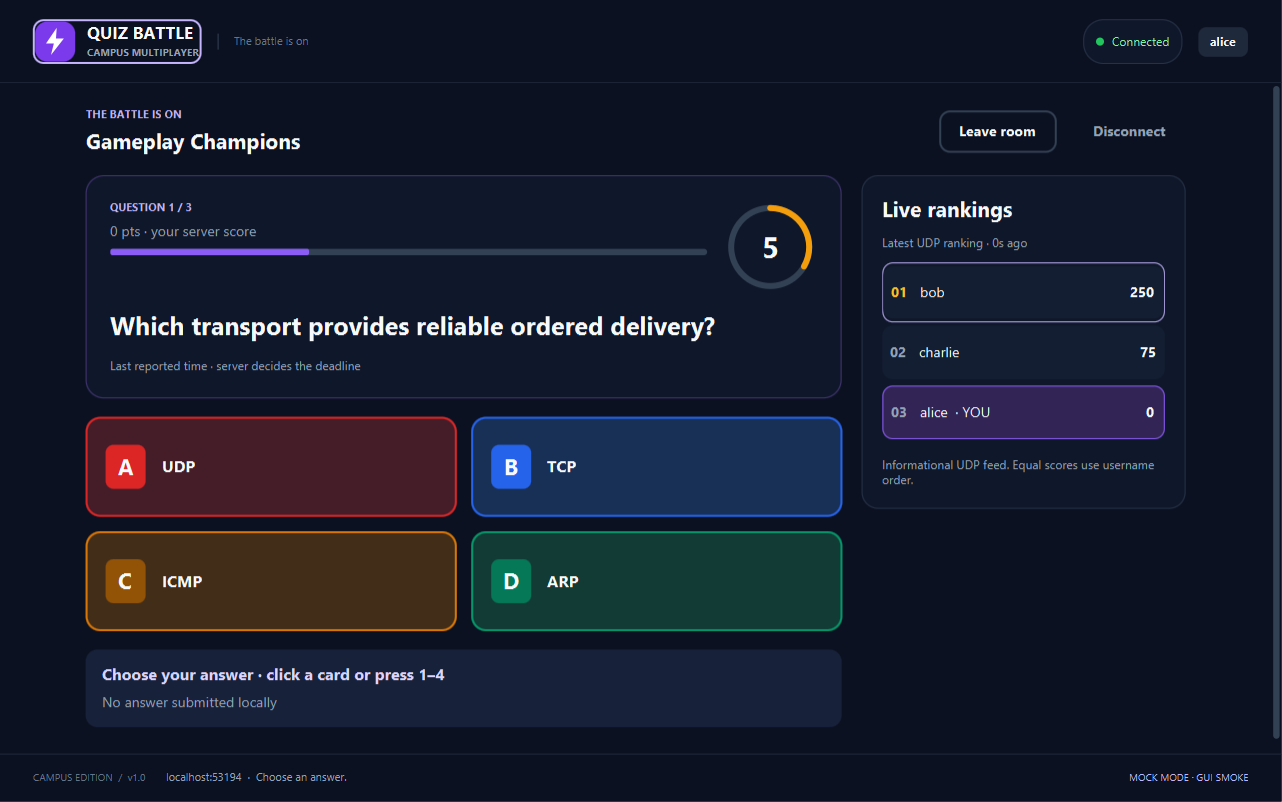 QUIZ BATTLE
CAMPUS MULTIPLAYER
The battle is on
Connected
alice
THE BATTLE IS ON
Gameplay Champions
Leave room
Disconnect
QUESTION 1 / 3
0 pts · your server score
5
Which transport provides reliable ordered delivery?
Last reported time · server decides the deadline
A UDP
B TCP
C ICMP
D ARP
Choose your answer · click a card or press 1–4
No answer submitted locally
Live rankings
Latest UDP ranking · 0s ago
01 bob 250
02 charlie 75
03 alice · YOU 0
Informational UDP feed. Equal scores use username
order.
CAMPUS EDITION / v1.0
localhost:53194 · Choose an answer.
MOCK MODE · GUI SMOKE